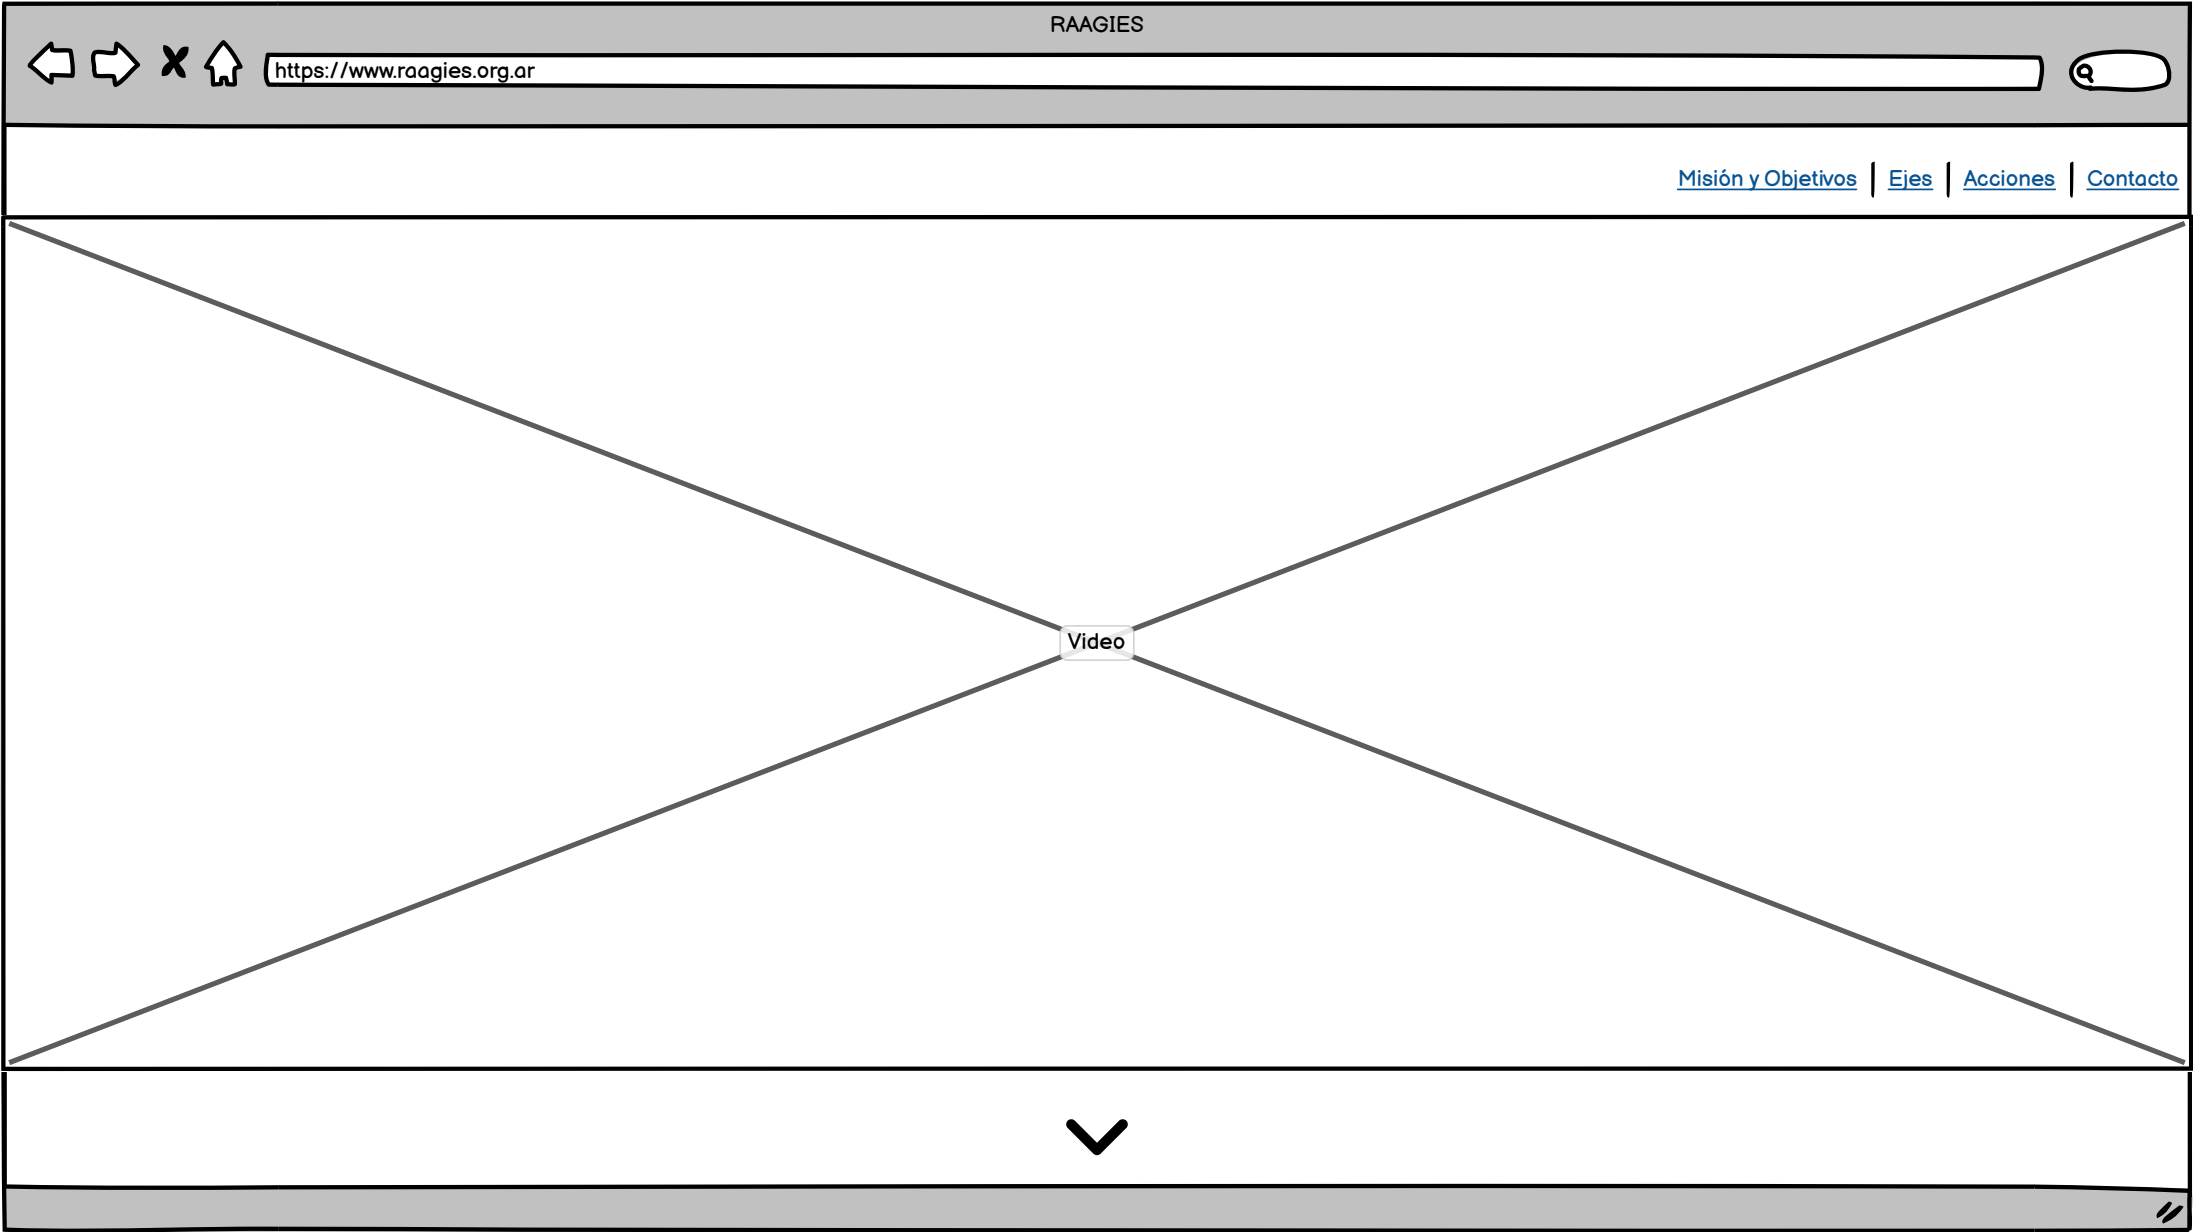 RAAGIES
https://www.raagies.org.ar
Misión y Objetivos | Ejes | Acciones | Contacto
Video